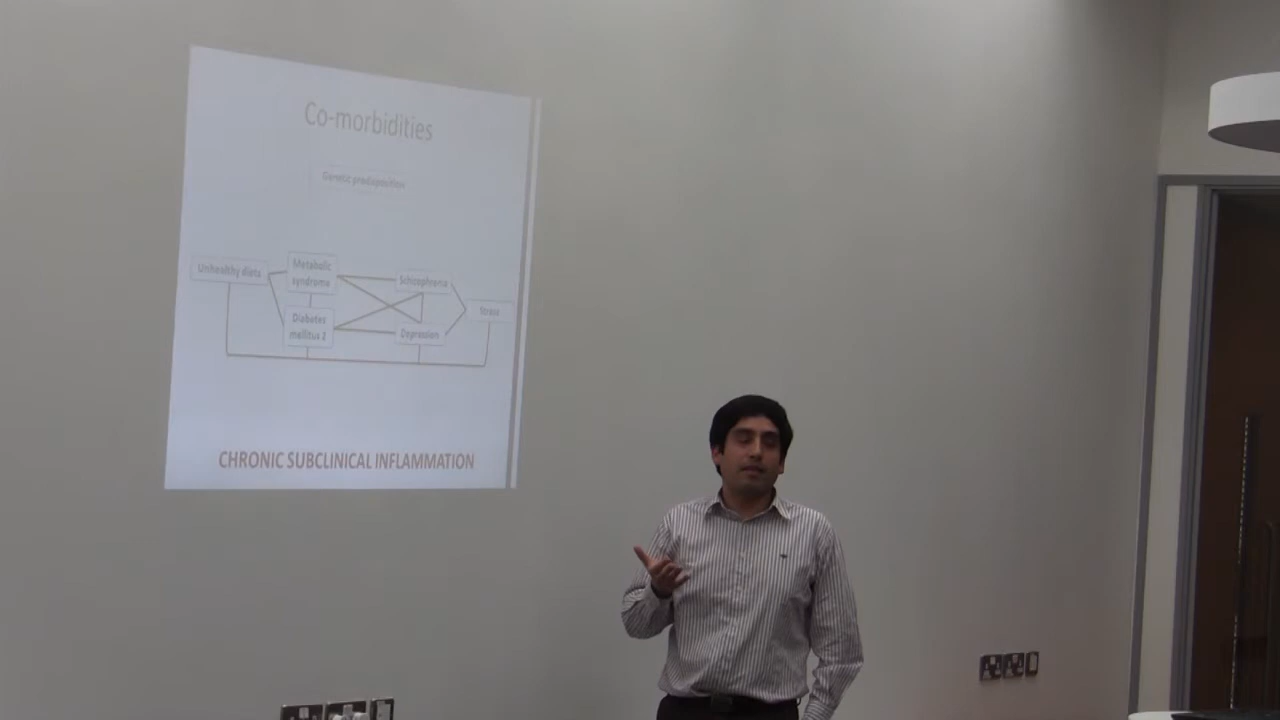 Co-morbidities
Genetic predisposition
Unhealthy diets
Metabolic
syndrome
Schizophrenia
Diabetes
mellitus 2
Depression
Stress
CHRONIC SUBCLINICAL INFLAMMATION